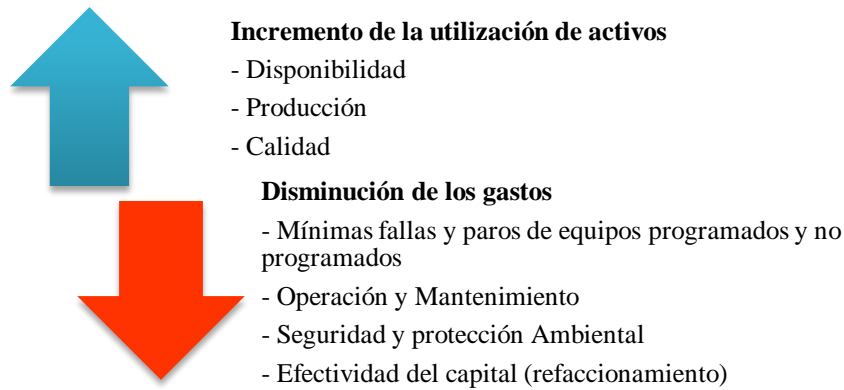 Incremento de la utilización de activos
- Disponibilidad
- Producción
- Calidad
Disminución de los gastos
- Mínimas fallas y paros de equipos programados y no
programados
- Operación y Mantenimiento
- Seguridad y protección Ambiental
- Efectividad del capital (refaccionamiento)